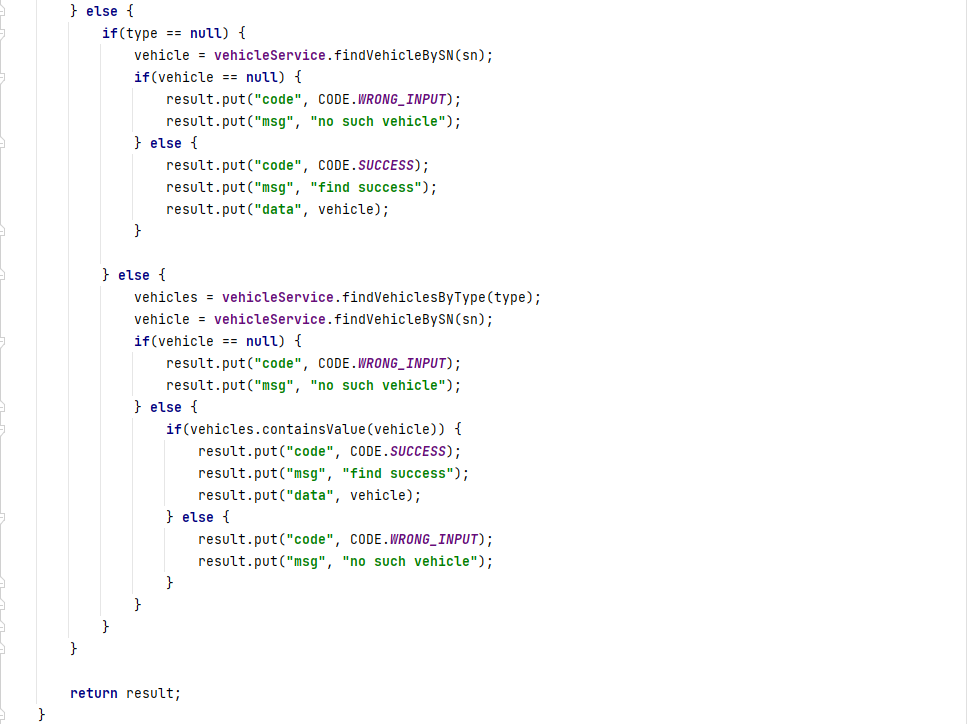 } else {
if(type == null) {
vehicle = vehicleService.findVehicleBySN(sn);
if(vehicle == null) {
result.put("code", CODE.WRONG_INPUT);
result.put("msg", "no such vehicle");
} else {
result.put("code", CODE.SUCCESS);
result.put("msg", "find success");
result.put("data", vehicle);
}
} else {
vehicles = vehicleService.findVehiclesByType(type);
vehicle = vehicleService.findVehicleBySN(sn);
if(vehicle == null) {
result.put("code", CODE.WRONG_INPUT);
result.put("msg", "no such vehicle");
} else {
if(vehicles.containsValue(vehicle)) {
result.put("code", CODE.SUCCESS);
result.put("msg", "find success");
result.put("data", vehicle);
} else {
result.put("code", CODE.WRONG_INPUT);
result.put("msg", "no such vehicle");
}
}
}
}
return result;
}